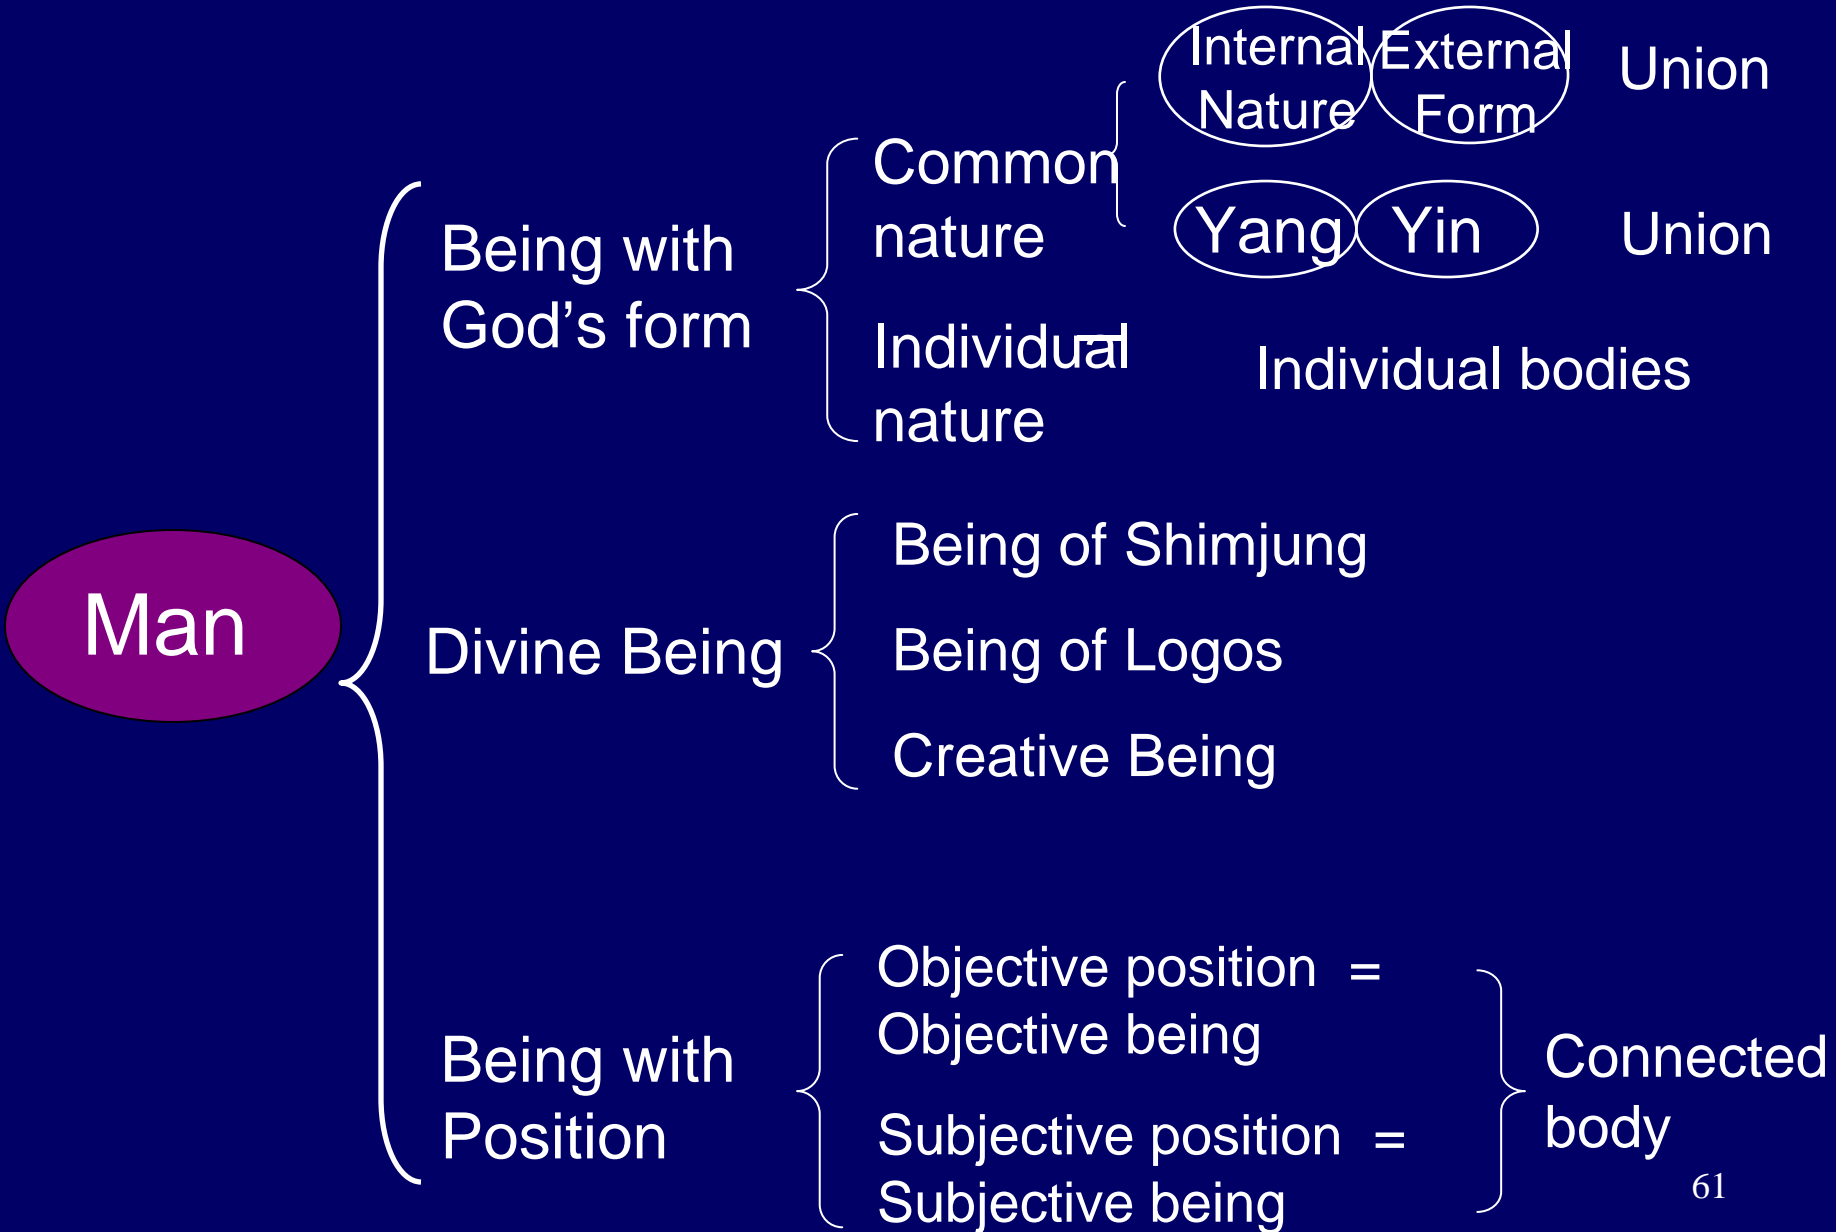 Man
Being with
God’s form
Common
nature
Internal
Nature
External
Form
Union
Yang
Yin
Union
Individual
nature
Individual bodies
Divine Being
Being of Shimjung
Being of Logos
Creative Being
Being with
Position
Objective position =
Objective being
Subjective position =
Subjective being
Connected
body
61